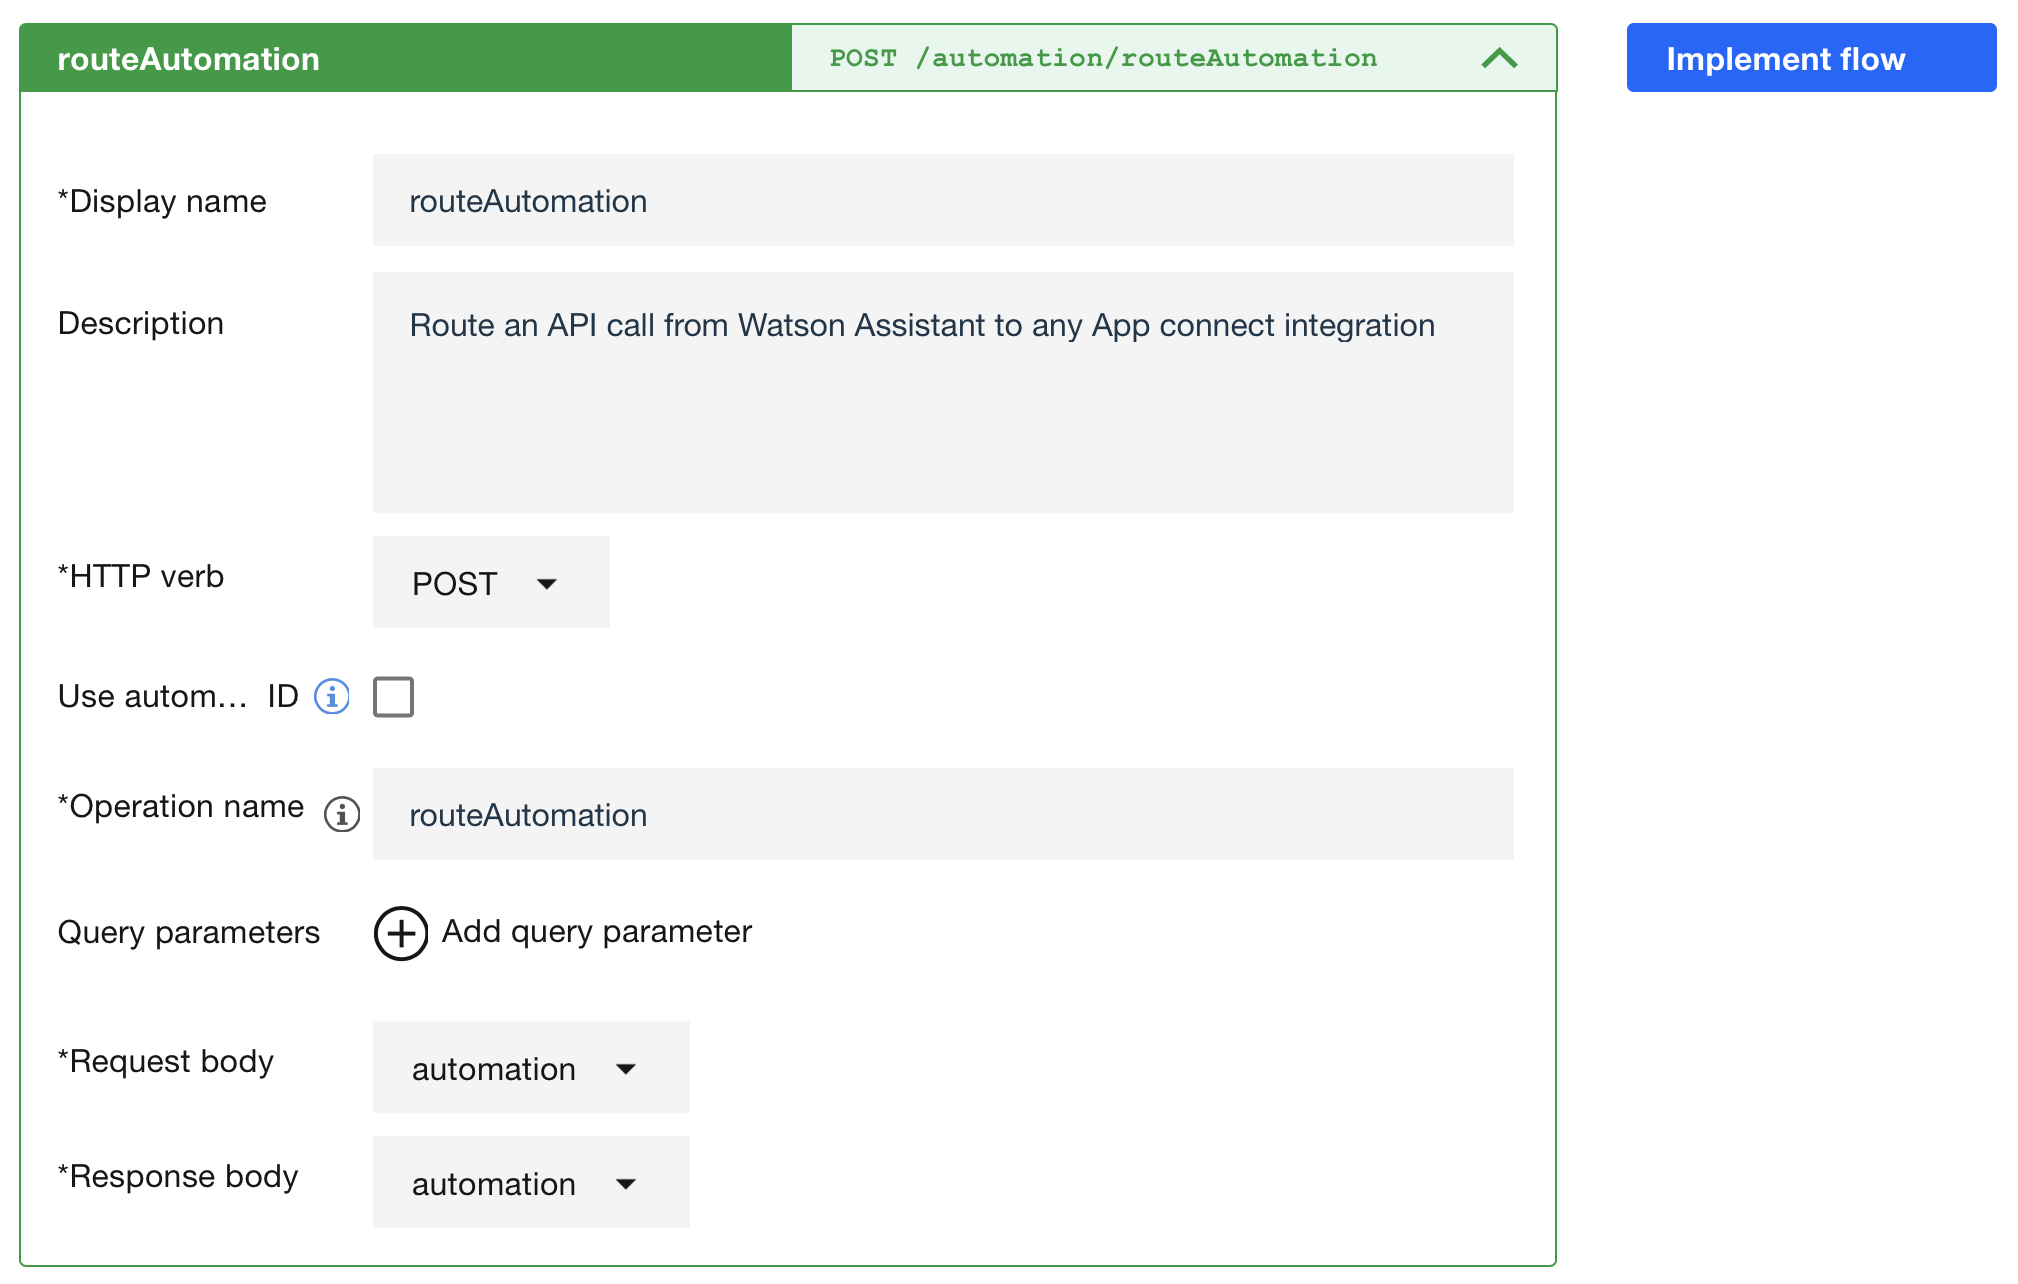 routeAutomation
POST /automation/routeAutomation
Implement flow
*Display name
routeAutomation
Description
Route an API call from Watson Assistant to any App connect integration
*HTTP verb
POST
Use autom... ID
*Operation name
routeAutomation
Query parameters
Add query parameter
*Request body
automation
*Response body
automation